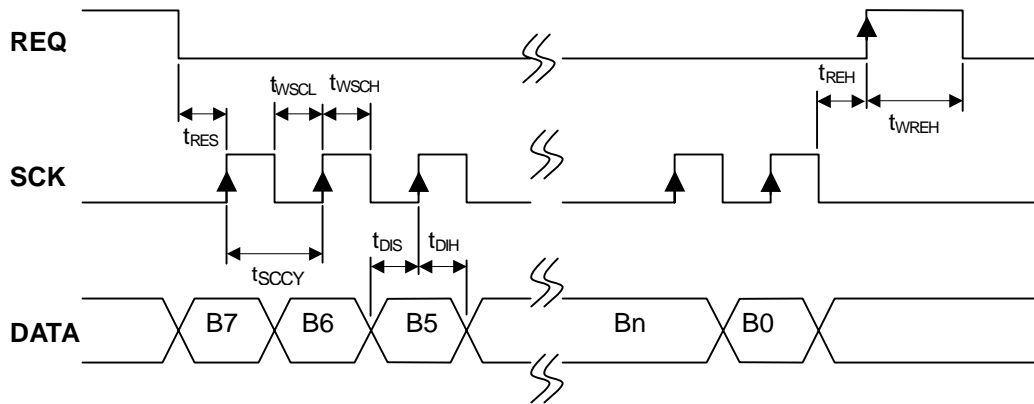 REQ
tWSCL
tWSCH
tREH
tWREH
tRES
SCK
tDIS
tDIH
tSCCY
B7
B6
B5
Bn
B0
DATA